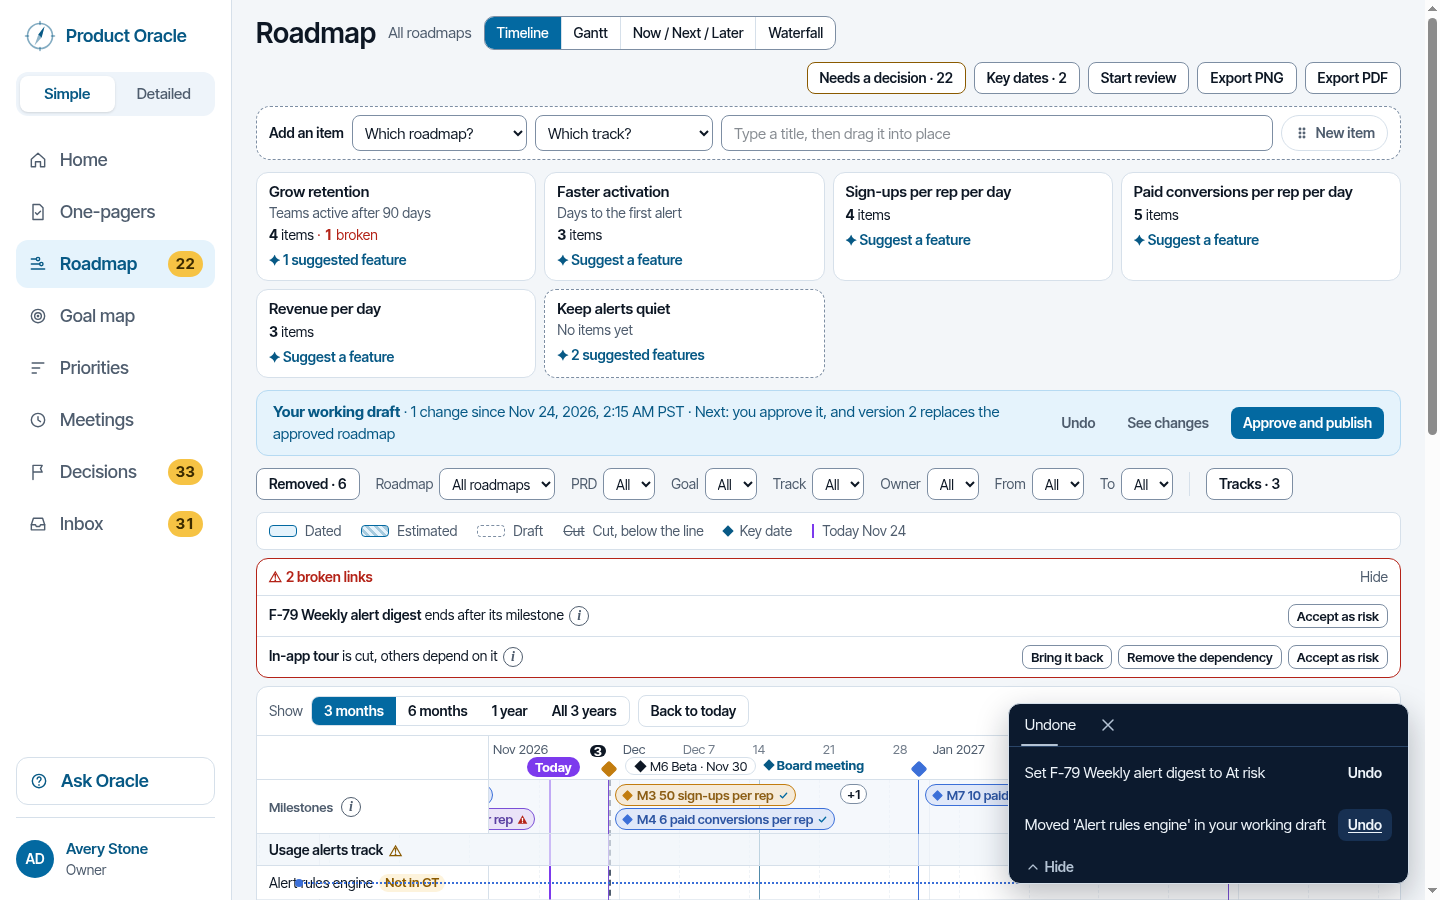 Product Oracle
Simple
Detailed
Home
One-pagers
Roadmap
22
Goal map
Priorities
Meetings
Decisions
33
Inbox
31
Ask Oracle
AD
Avery Stone
Owner
Roadmap
All roadmaps
Timeline
Gantt
Now / Next / Later
Waterfall
Needs a decision · 22
Key dates · 2
Start review
Export PNG
Export PDF
Add an item
Which roadmap?
Which track?
Type a title, then drag it into place
New item
Grow retention
Teams active after 90 days
4 items · 1 broken
1 suggested feature
Faster activation
Days to the first alert
3 items
Suggest a feature
Sign-ups per rep per day
4 items
Suggest a feature
Paid conversions per rep per day
5 items
Suggest a feature
Revenue per day
3 items
Suggest a feature
Keep alerts quiet
No items yet
2 suggested features
Your working draft · 1 change since Nov 24, 2026, 2:15 AM PST · Next: you approve it, and version 2 replaces the
approved roadmap
Undo
See changes
Approve and publish
Removed · 6
Roadmap
All roadmaps
PRD
All
Goal
All
Track
All
Owner
All
From
All
To
All
Tracks · 3
Dated
Estimated
Draft
Cut
Cut, below the line
Key date
Today Nov 24
2 broken links
Hide
F-79 Weekly alert digest ends after its milestone
i
Accept as risk
In-app tour is cut, others depend on it
i
Bring it back
Remove the dependency
Accept as risk
Show
3 months
6 months
1 year
All 3 years
Back to today
Nov 2026
3
Dec
Dec 7
14
21
28
Jan 2027
Today
M6 Beta · Nov 30
Board meeting
Milestones
i
M3 50 sign-ups per rep
+1
M7 10 paid
rep
M4 6 paid conversions per rep
Usage alerts track
Alert rules engine
Not in GT
Undone
Set F-79 Weekly alert digest to At risk
Undo
Moved 'Alert rules engine' in your working draft
Undo
Hide